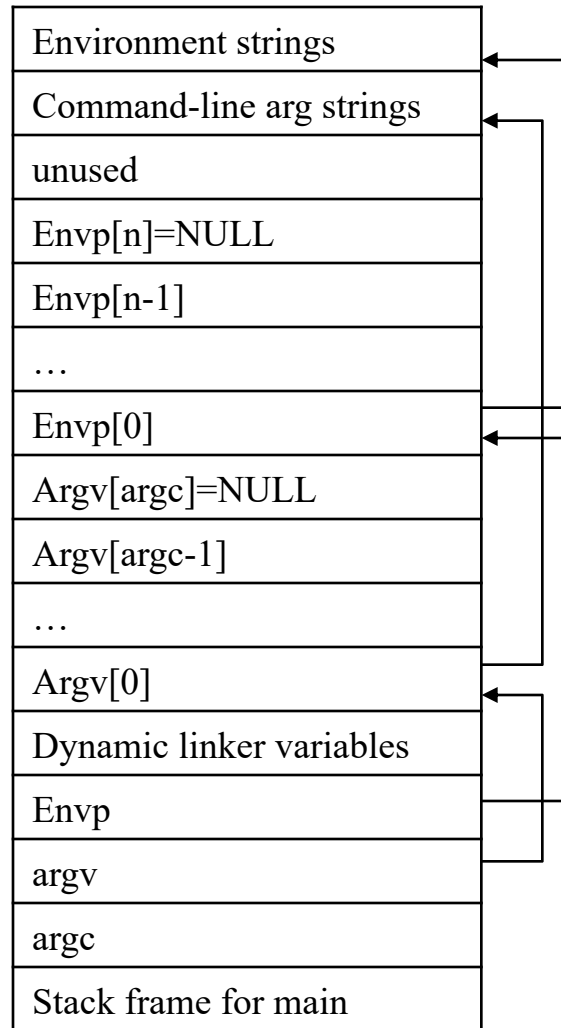 Environment strings
Command-line arg strings
unused
Envp[n]=NULL
Envp[n-1]
…
Envp[0]
Argv[argc]=NULL
Argv[argc-1]
…
Argv[0]
Dynamic linker variables
Envp
argv
argc
Stack frame for main